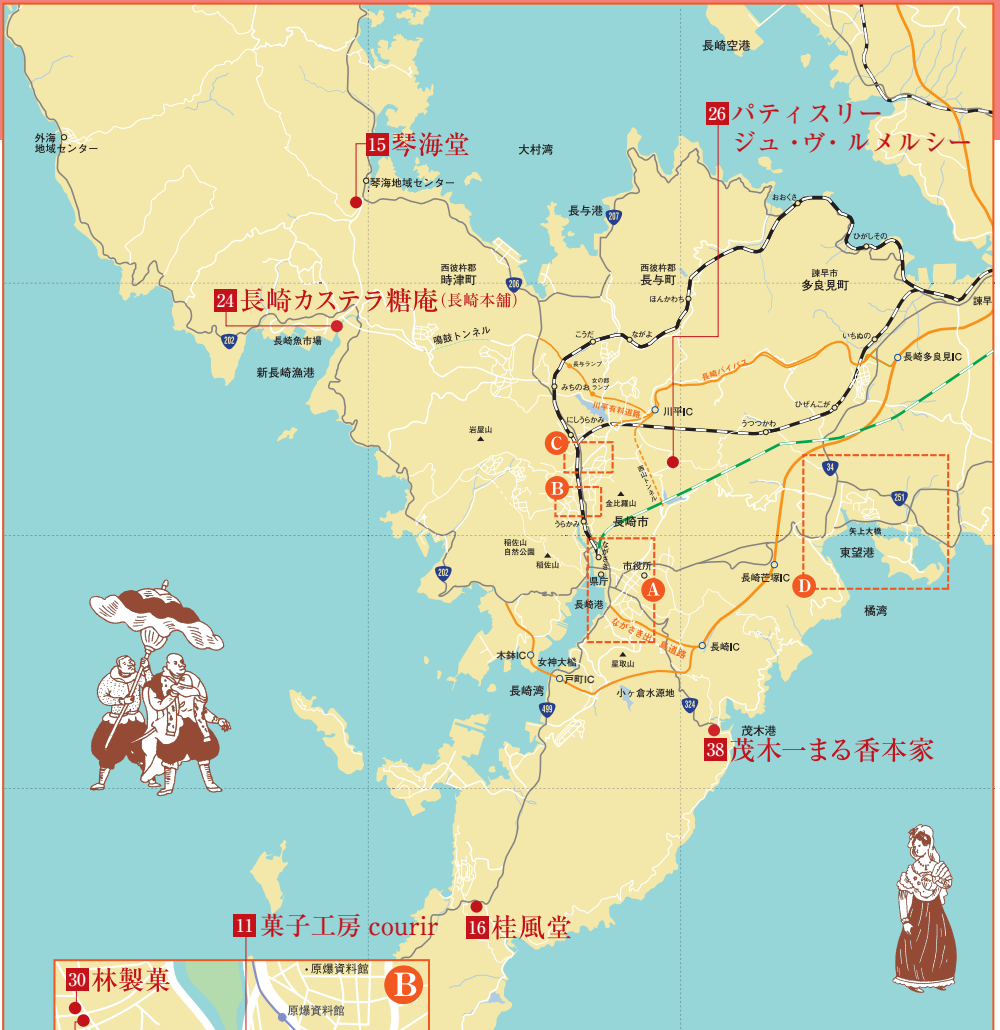 長崎空港
26 パティスリー
ジュ・ヴ・ルメルシー
外海
地域センター
15 琴海堂
大村湾
琴海地域センター
おおくさ
長与港
207
ひがしその
西彼杵郡
時津町
西彼杵郡
長与町
諫早市
多良見町
206
24 長崎カステラ糖庵(長崎本舗)
ほんかわち
諫早
202
長崎魚市場
鳴鼓トンネル
こうだ
ながよ
いちぬの
新長崎漁港
長崎多良見IC
長与ランプ
長崎バイパス
みちのお
女の都
ランプ
川平有料道路
川平IC
ひぜんこが
にしうらかみ
うつつかわ
岩屋山
C
西山トンネル
34
B
金比羅山
251
うらかみ
長崎市
矢上大橋
稲佐山
自然公園
稲佐山
ながさき
東望港
202
県庁
市役所
長崎芒塚IC
A
D
長崎港
橘湾
ながさき出島道路
木鉢IC
女神大橋
星取山
長崎IC
戸町IC
長崎湾
小ヶ倉水源地
499
324
茂木港
38 茂木一まる香本家
11 菓子工房 courir
16 桂風堂
30 林製菓
・原爆資料館
B
原爆資料館